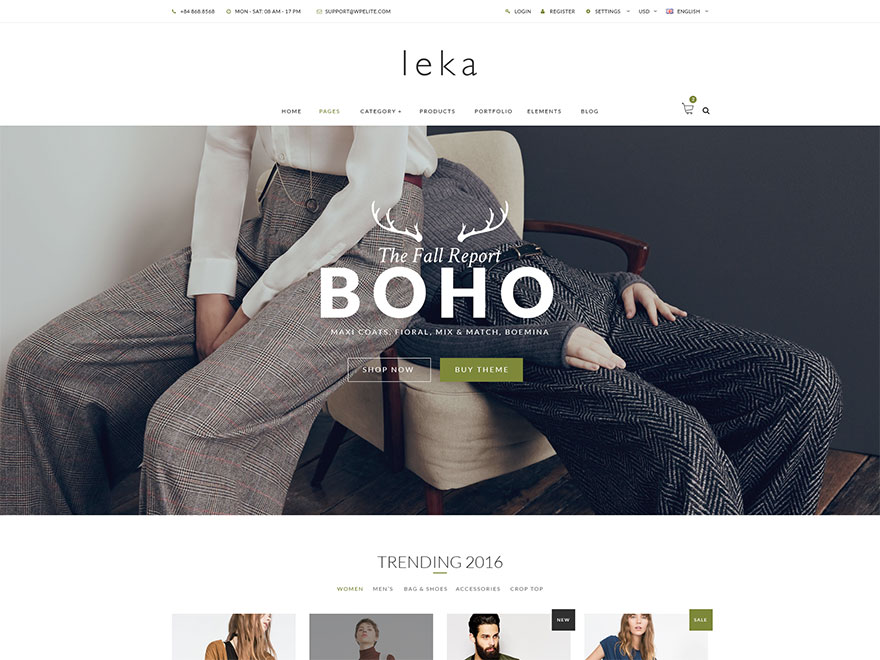 +84 868 8568 MON - SAT: 08 AM - 17 PM SUPPORT@WPELITE.COM LOGIN REGISTER SETTINGS USD ENGLISH
leka
2
HOME PAGES CATEGORY + PRODUCTS PORTFOLIO ELEMENTS BLOG
The Fall Report
BOHO
MAXI COATS, FIORAL, MIX & MATCH, BOEMINA
SHOP NOW BUY THEME
TRENDING 2016
WOMEN MEN'S BAG & SHOES ACCESSORIES CROP TOP
NEW SALE